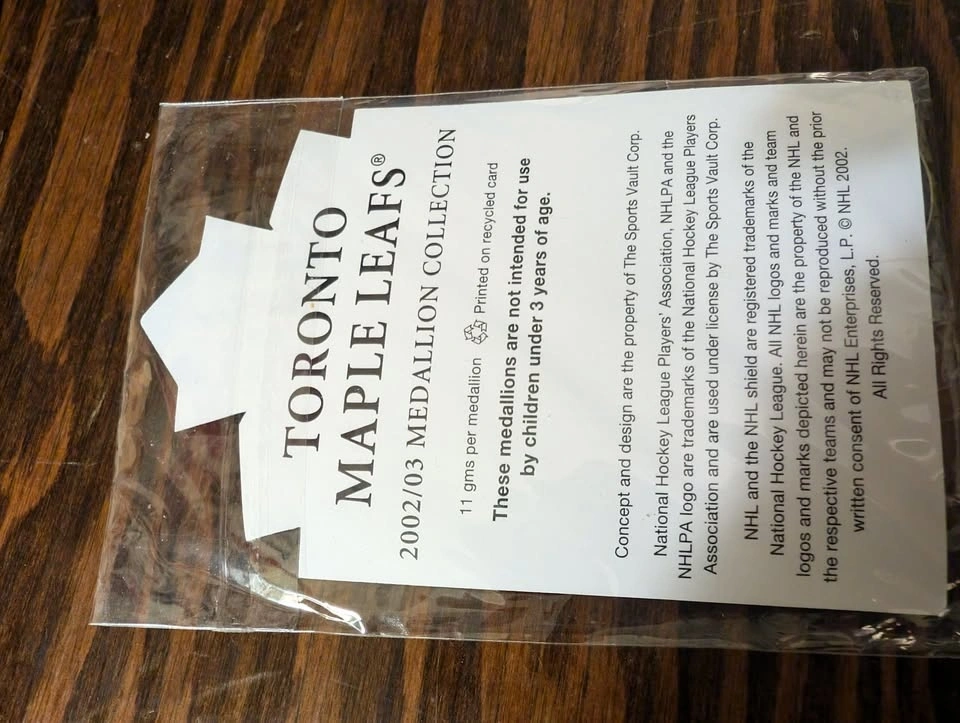 TORONTO
MAPLE LEAFS®
2002/03 MEDALLION COLLECTION
11 gms per medallion Printed on recycled card
These medallions are not intended for use
by children under 3 years of age.
Concept and design are the property of The Sports Vault Corp.
National Hockey League Players' Association, NHLPA and the
NHLPA logo are trademarks of the National Hockey League Players
Association and are used under license by The Sports Vault Corp.
NHL and the NHL shield are registered trademarks of the
National Hockey League. All NHL logos and marks and team
logos and marks depicted herein are the property of the NHL and
the respective teams and may not be reproduced without the prior
written consent of NHL Enterprises, L.P. © NHL 2002.
All Rights Reserved.